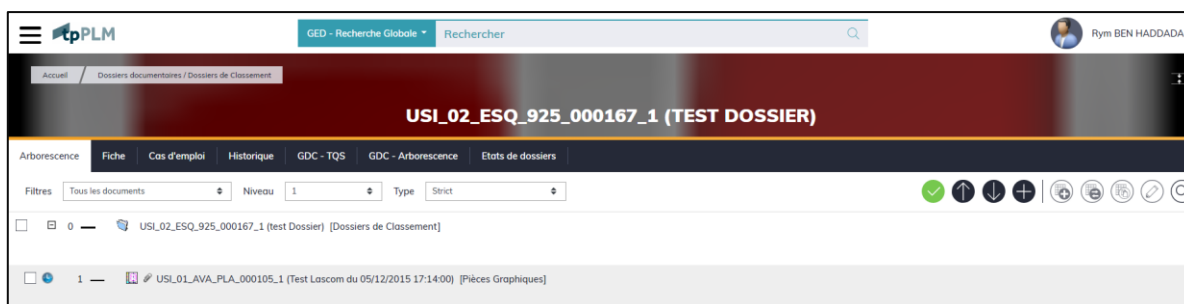 tpPLM GED - Recherche Globale Rechercher Rym BEN HADDADA
Accueil / Dossiers documentaires / Dossiers de Classement
USI_02_ESQ_925_000167_1 (TEST DOSSIER)
Arborescence Fiche Cas d'emploi Historique GDC - TQS GDC - Arborescence Etats de dossiers
Filtres Tous les documents Niveau 1 Type Strict
0 USI_02_ESQ_925_000167_1 (test Dossier) [Dossiers de Classement]
1 USI_01_AVA_PLA_000105_1 (Test Lascom du 05/12/2015 17:14:00) [Pièces Graphiques]